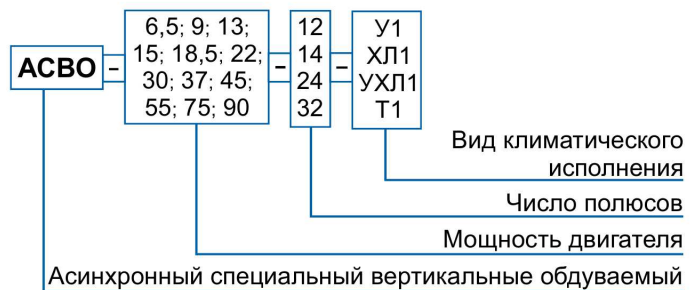 6,5; 9; 13; 12 У1
15; 18,5; 22; 14 ХЛ1
АСВО - - -
30; 37; 45; 24 УХЛ1
55; 75; 90 32 Т1
Вид климатического
исполнения
Число полюсов
Мощность двигателя
Асинхронный специальный вертикальные обдуваемый